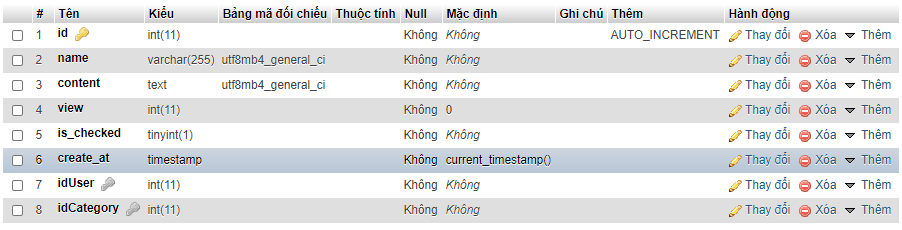 # Tên Kiểu Bảng mã đối chiếu Thuộc tính Null Mặc định Ghi chú Thêm Hành động
1 id int(11) Không Không AUTO_INCREMENT Thay đổi Xóa Thêm
2 name varchar(255) utf8mb4_general_ci Không Không Thay đổi Xóa Thêm
3 content text utf8mb4_general_ci Không Không Thay đổi Xóa Thêm
4 view int(11) Không 0 Thay đổi Xóa Thêm
5 is_checked tinyint(1) Không Không Thay đổi Xóa Thêm
6 create_at timestamp Không current_timestamp() Thay đổi Xóa Thêm
7 idUser int(11) Không Không Thay đổi Xóa Thêm
8 idCategory int(11) Không Không Thay đổi Xóa Thêm